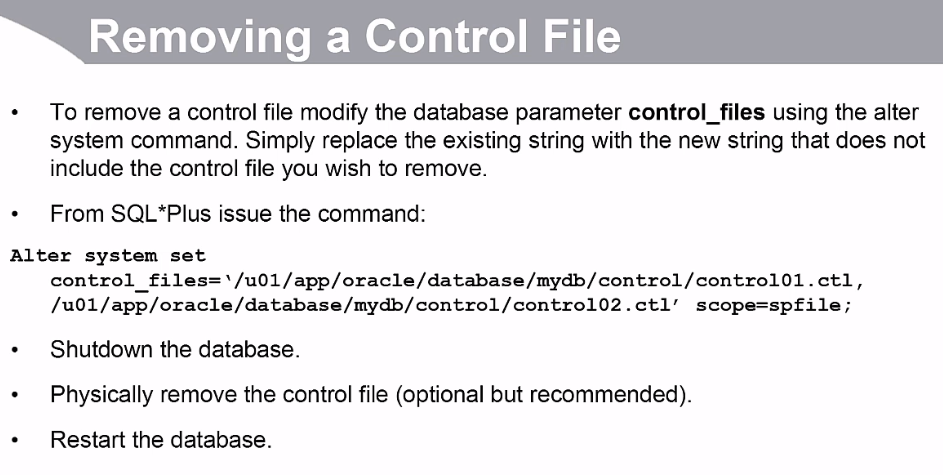 Removing a Control File
• To remove a control file modify the database parameter control_files using the alter
system command. Simply replace the existing string with the new string that does not
include the control file you wish to remove.
• From SQL*Plus issue the command:
Alter system set
control_files=‘/u01/app/oracle/database/mydb/control/control01.ctl,
/u01/app/oracle/database/mydb/control/control02.ctl’ scope=spfile;
• Shutdown the database.
• Physically remove the control file (optional but recommended).
• Restart the database.